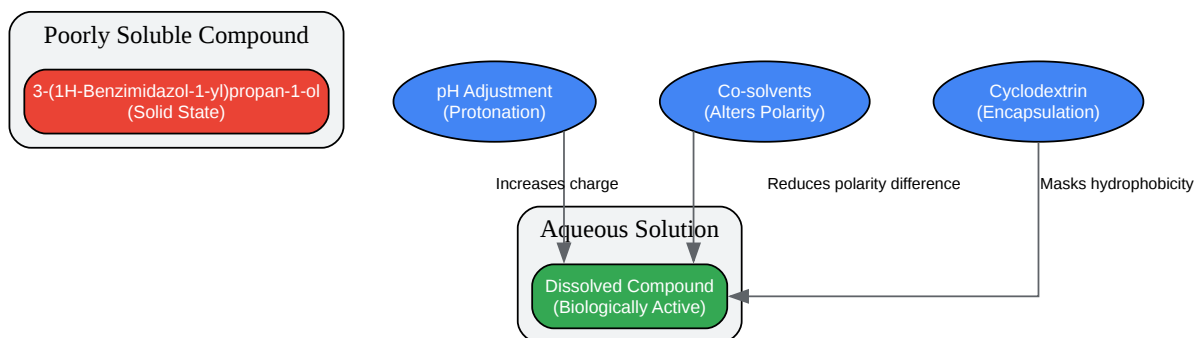 Poorly Soluble Compound
3-(1H-Benzimidazol-1-yl)propan-1-ol
(Solid State)
pH Adjustment
(Protonation)
Co-solvents
(Alters Polarity)
Cyclodextrin
(Encapsulation)
Increases charge
Reduces polarity difference
Masks hydrophobicity
Aqueous Solution
Dissolved Compound
(Biologically Active)